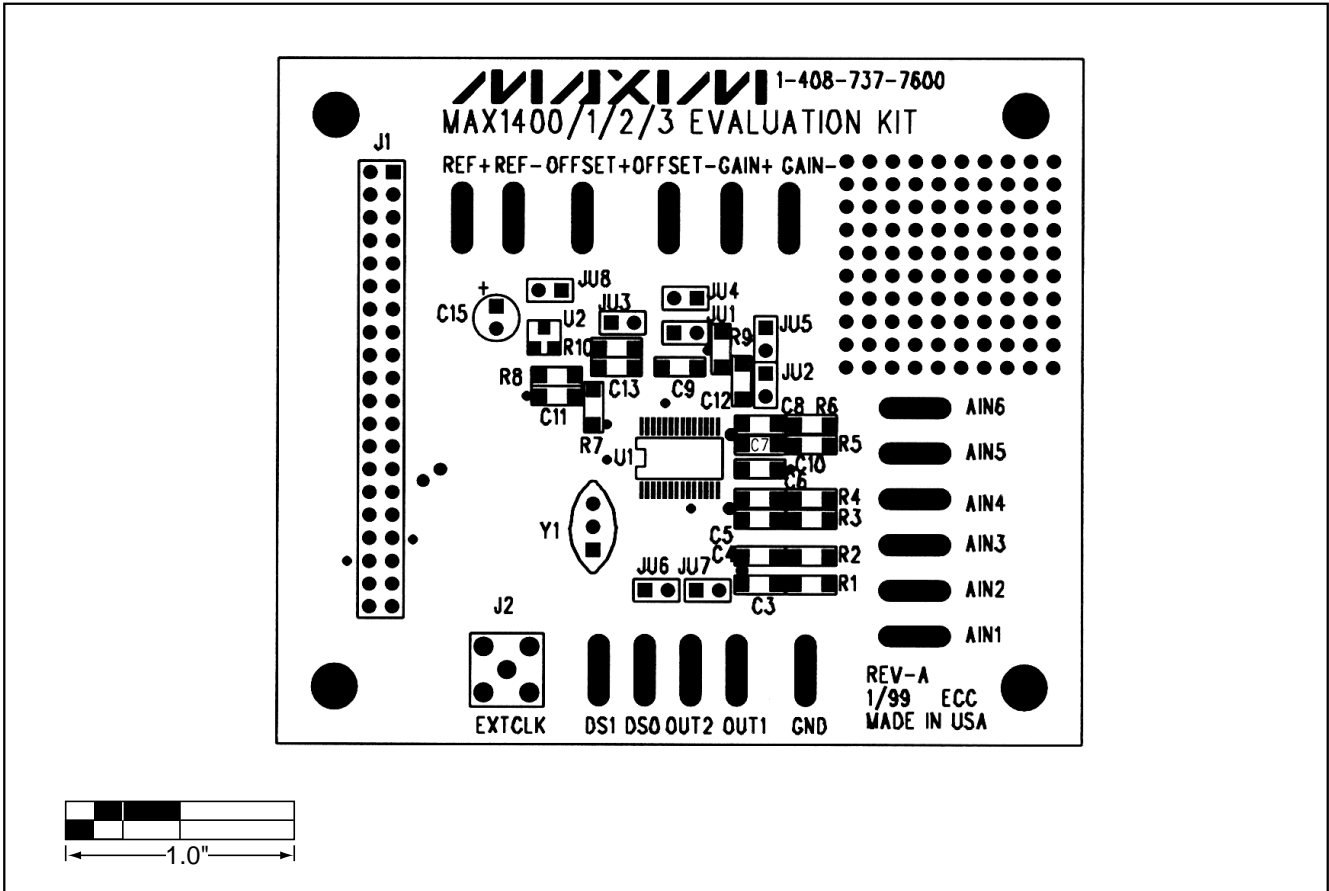 MAXIM 1-408-737-7600
MAX1400/1/2/3 EVALUATION KIT
J1
REF+ REF- OFFSET+ OFFSET- GAIN+ GAIN-
JU8
JU4
+
C15
JU3
U2
JU1
JU5
R10
R9
R8
C13
C9
JU2
C11
C12
AIN6
C8 R6
R7
U1
C7
R5
AIN5
C10
C6
R4
AIN4
R3
Y1
C5
AIN3
C4
R2
JU6 JU7
R1
AIN2
J2
C3
AIN1
REV-A
1/99 ECC
MADE IN USA
EXTCLK DS1 DS0 OUT2 OUT1 GND
1.0"